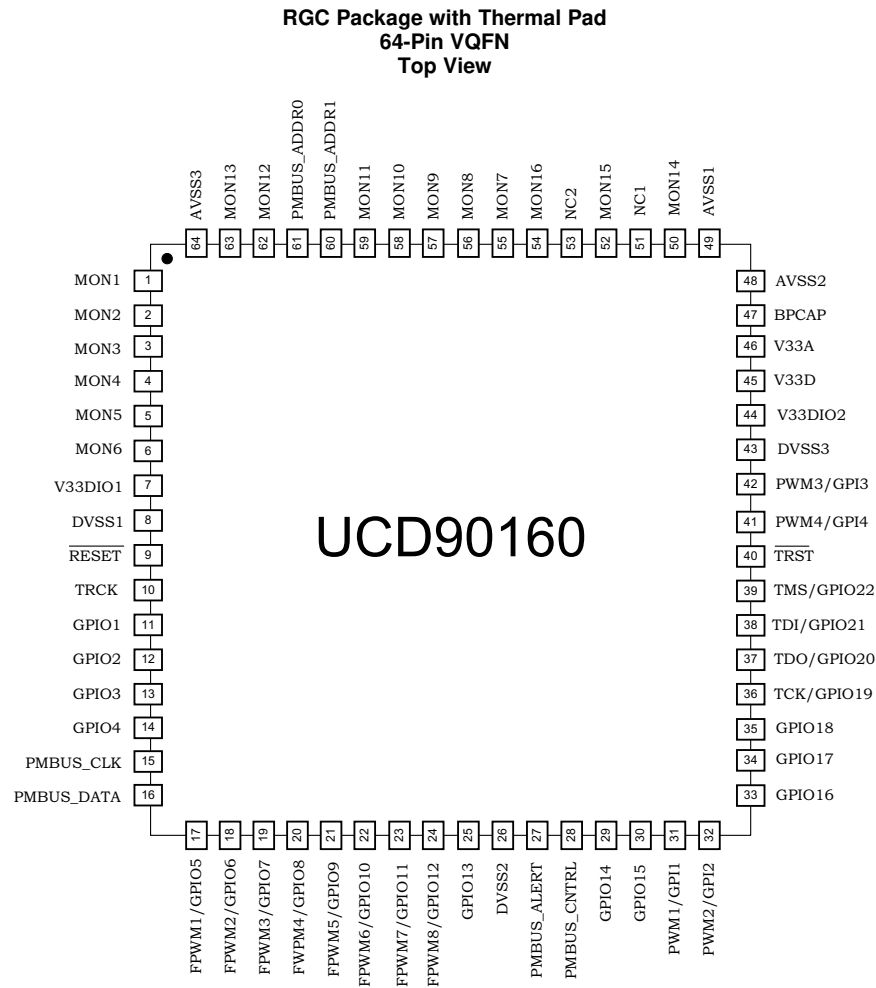 RGC Package with Thermal Pad
64-Pin VQFN
Top View
AVSS3
MON13
MON12
PMBUS_ADDR0
PMBUS_ADDR1
MON11
MON10
MON9
MON8
MON7
MON16
NC2
MON15
NC1
MON14
AVSS1
64
63
62
61
60
59
58
57
56
55
54
53
52
51
50
49
MON1 1
MON2 2
MON3 3
MON4 4
MON5 5
MON6 6
V33DIO1 7
DVSS1 8
RESET 9
TRCK 10
GPIO1 11
GPIO2 12
GPIO3 13
GPIO4 14
PMBUS_CLK 15
PMBUS_DATA 16
UCD90160
48 AVSS2
47 BPCAP
46 V33A
45 V33D
44 V33DIO2
43 DVSS3
42 PWM3/GPI3
41 PWM4/GPI4
40 TRST
39 TMS/GPIO22
38 TDI/GPIO21
37 TDO/GPIO20
36 TCK/GPIO19
35 GPIO18
34 GPIO17
33 GPIO16
17
18
19
20
21
22
23
24
25
26
27
28
29
30
31
32
FPWM1/GPIO5
FPWM2/GPIO6
FPWM3/GPIO7
FWPM4/GPIO8
FPWM5/GPIO9
FPWM6/GPIO10
FPWM7/GPIO11
FPWM8/GPIO12
GPIO13
DVSS2
PMBUS_ALERT
PMBUS_CNTRL
GPIO14
GPIO15
PWM1/GPI1
PWM2/GPI2